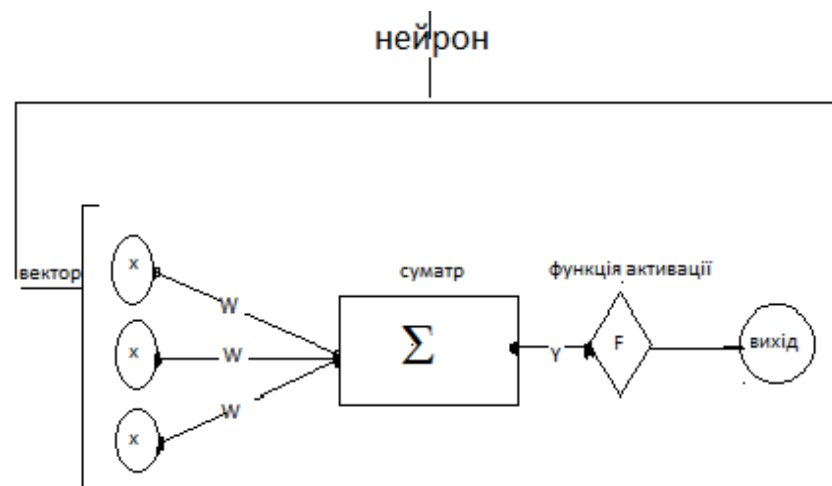 нейрон
вектор
суматр
функція активації
x
W
x
W
x
W
Σ
Y
F
вихід